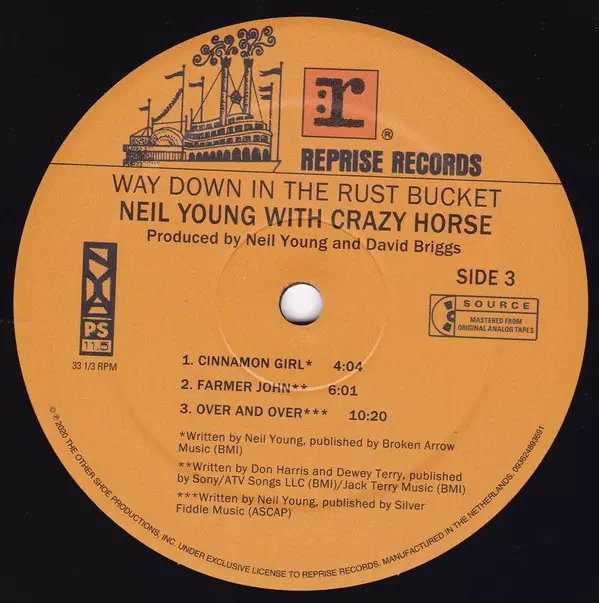 r
®
REPRISE RECORDS
WAY DOWN IN THE RUST BUCKET
NEIL YOUNG WITH CRAZY HORSE
Produced by Neil Young and David Briggs
SIDE 3
NYA
PS
11.5
33 1/3 RPM
SOURCE
MASTERED FROM
ORIGINAL ANALOG TAPES
1. CINNAMON GIRL* 4:04
2. FARMER JOHN** 6:01
3. OVER AND OVER*** 10:20
*Written by Neil Young, published by Broken Arrow
Music (BMI)
**Written by Don Harris and Dewey Terry, published
by Sony/ATV Songs LLC (BMI)/Jack Terry Music (BMI)
***Written by Neil Young, published by Silver
Fiddle Music (ASCAP)
© ℗ 2020 THE OTHER SHOE PRODUCTIONS, INC. UNDER EXCLUSIVE LICENSE TO REPRISE RECORDS. MANUFACTURED IN THE NETHERLANDS. 093624893691